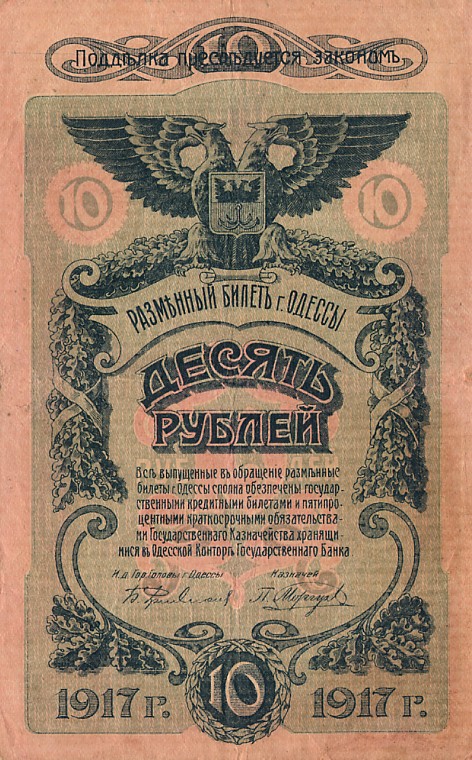 10
Поддѣлка преслѣдуется закономъ.
10 10
РАЗМѢННЫЙ БИЛЕТЪ г. ОДЕССЫ
ДЕСЯТЬ
РУБЛЕЙ
Всѣ выпущенные въ обращеніе размѣнные
билеты г. Одессы сполна обезпечены государ-
ственными кредитными билетами и пятипро-
центными краткосрочными обязательства-
ми Государственнаго Казначейства хранящи-
мися въ Одесской Конторѣ Государственнаго Банка.
И.д. Гор. Головы г. Одессы Казначей
1917 г. 10 1917 г.